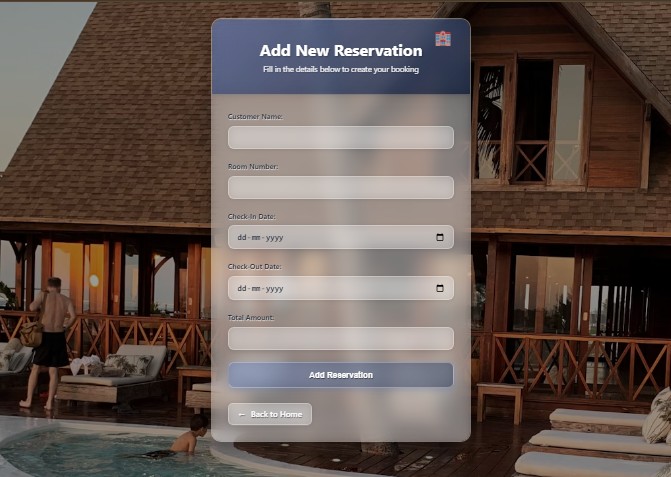 Add New Reservation
Fill in the details below to create your booking
Customer Name:
Room Number:
Check-In Date:
dd-mm-yyyy
Check-Out Date:
dd-mm-yyyy
Total Amount:
Add Reservation
← Back to Home